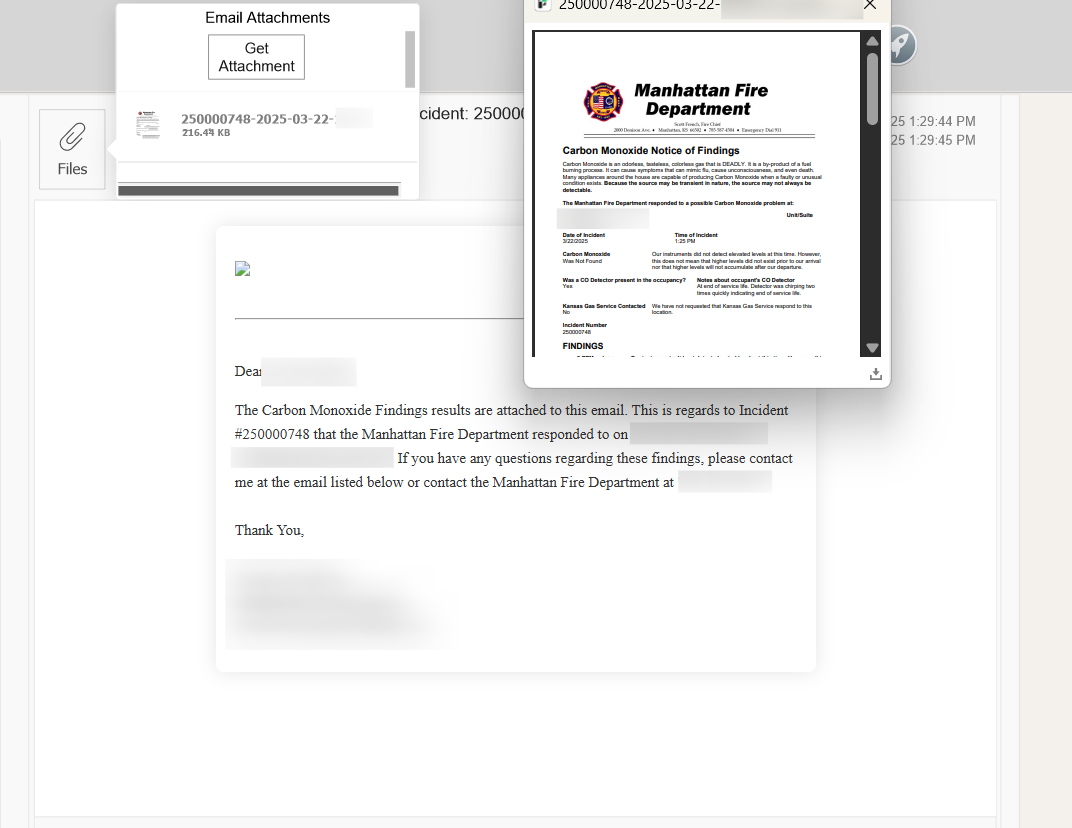 Email Attachments
Get
Attachment
250000748-2025-03-22-
216.44 KB
Files
cident: 25000
25 1:29:44 PM
25 1:29:45 PM
250000748-2025-03-22-
Manhattan Fire
Department
Scott French, Fire Chief
2000 Denison Ave. • Manhattan, KS 66502 • 785-587-4504 • Emergency Dial 911
Carbon Monoxide Notice of Findings
Carbon Monoxide is an odorless, tasteless, colorless gas that is DEADLY. It is a by-product of a fuel
burning process. It can cause symptoms that can mimic flu, cause unconsciousness, and even death.
Many appliances around the house are capable of producing Carbon Monoxide when a faulty or unusual
condition exists. Because the source may be transient in nature, the source may not always be
detectable.
The Manhattan Fire Department responded to a possible Carbon Monoxide problem at:
Unit/Suite
Date of Incident Time of Incident
3/22/2025 1:25 PM
Carbon Monoxide Our instruments did not detect elevated levels at this time. However,
Was Not Found this does not mean that higher levels did not exist prior to our arrival
nor that higher levels will not accumulate after our departure.
Was a CO Detector present in the occupancy? Notes about occupant's CO Detector
Yes At end of service life. Detector was chirping two
times quickly indicating end of service life.
Kansas Gas Service Contacted We have not requested that Kansas Gas Service respond to this
No location.
Incident Number
250000748
FINDINGS
Dear
The Carbon Monoxide Findings results are attached to this email. This is regards to Incident
#250000748 that the Manhattan Fire Department responded to on
If you have any questions regarding these findings, please contact
me at the email listed below or contact the Manhattan Fire Department at
Thank You,